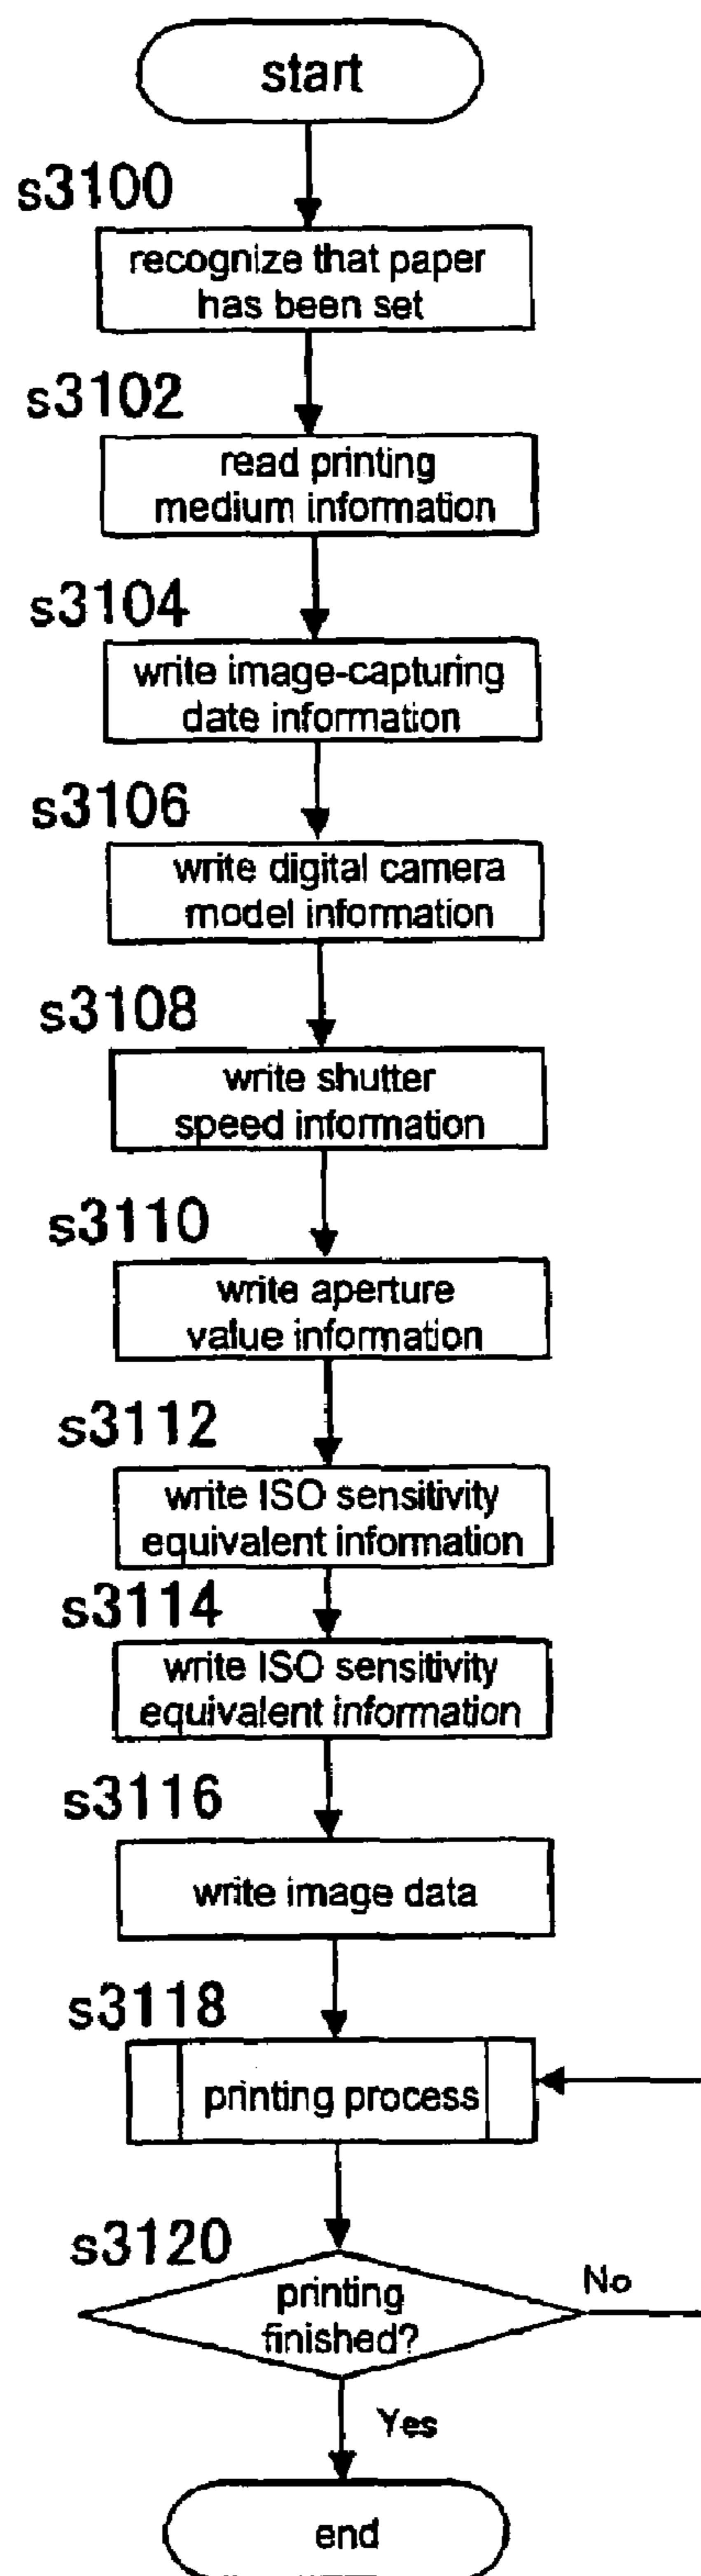 start
s3100
recognize that paper
has been set
s3102
read printing
medium information
s3104
write image-capturing
date information
s3106
write digital camera
model information
s3108
write shutter
speed information
s3110
write aperture
value information
s3112
write ISO sensitivity
equivalent information
s3114
write ISO sensitivity
equivalent information
s3116
write image data
s3118
printing process
s3120
printing
finished?
No
Yes
end